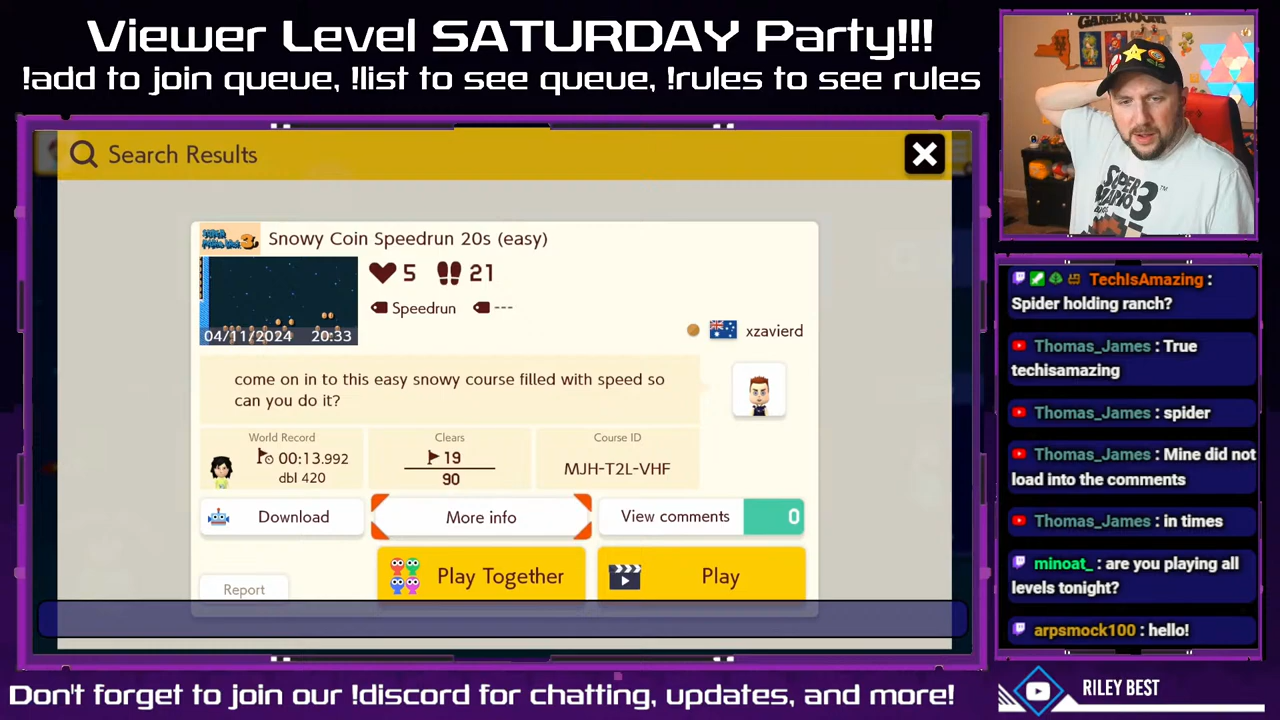 Viewer Level SATURDAY Party!!!
!add to join queue, !list to see queue, !rules to see rules
Search Results
Snowy Coin Speedrun 20s (easy)
5 21
Speedrun ---
04/11/2024 20:33
xzavierd
come on in to this easy snowy course filled with speed so
can you do it?
World Record
00:13.992
dbl 420
Clears
19
90
Course ID
MJH-T2L-VHF
Download
More info
View comments 0
Report
Play Together
Play
GAMEROOM
SUPER
MARIO BROS. 3
TechIsAmazing :
Spider holding ranch?
Thomas_James : True
techisamazing
Thomas_James : spider
Thomas_James : Mine did not
load into the comments
Thomas_James : in times
minoat_ : are you playing all
levels tonight?
arpsmock100 : hello!
Don't forget to join our !discord for chatting, updates, and more!
RILEY BEST